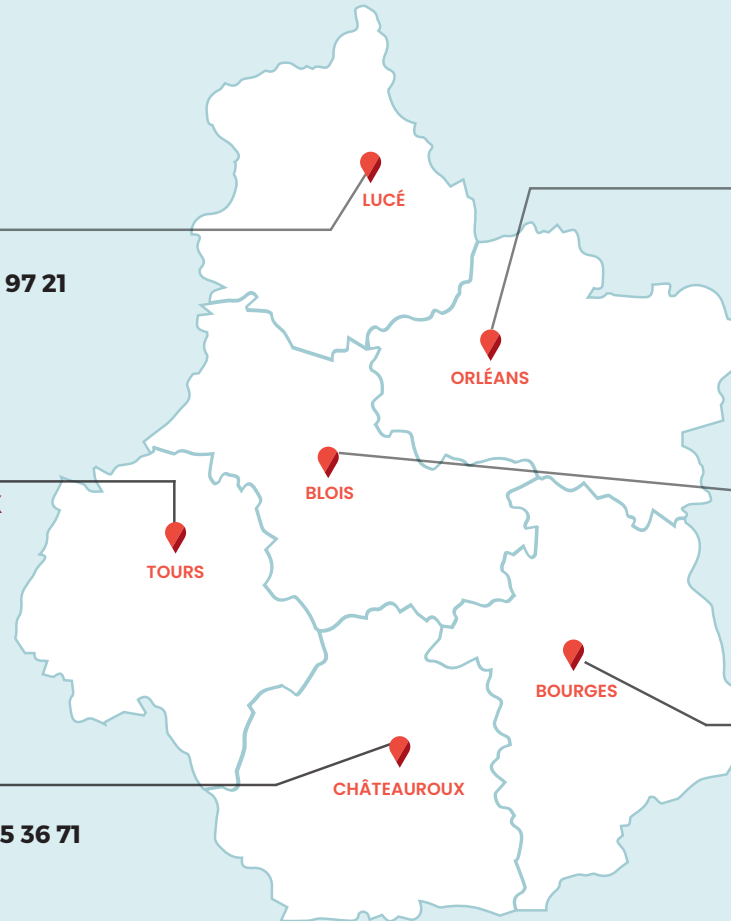 LUCÉ
97 21
ORLÉANS
BLOIS
TOURS
BOURGES
CHÂTEAUROUX
5 36 71